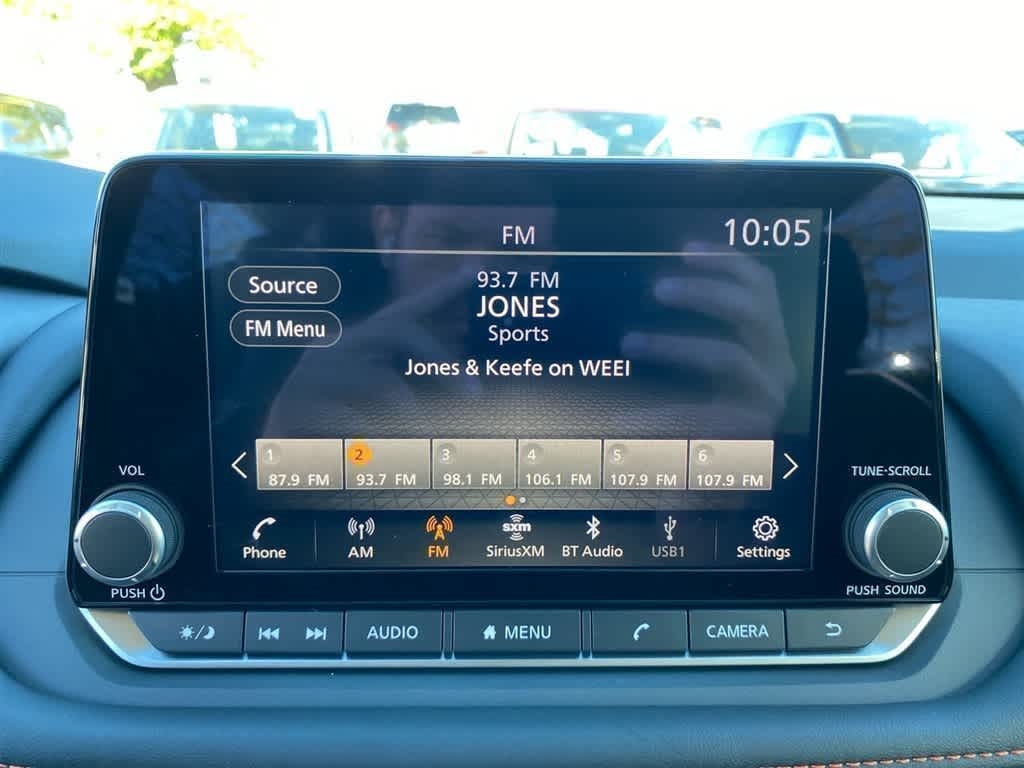 FM
10:05
Source
FM Menu
93.7 FM
JONES
Sports
Jones & Keefe on WEEI
1 2 3 4 5 6
87.9 FM 93.7 FM 98.1 FM 106.1 FM 107.9 FM 107.9 FM
VOL
TUNE·SCROLL
sxm
Phone AM FM SiriusXM BT Audio USB1 Settings
PUSH
PUSH SOUND
AUDIO MENU CAMERA